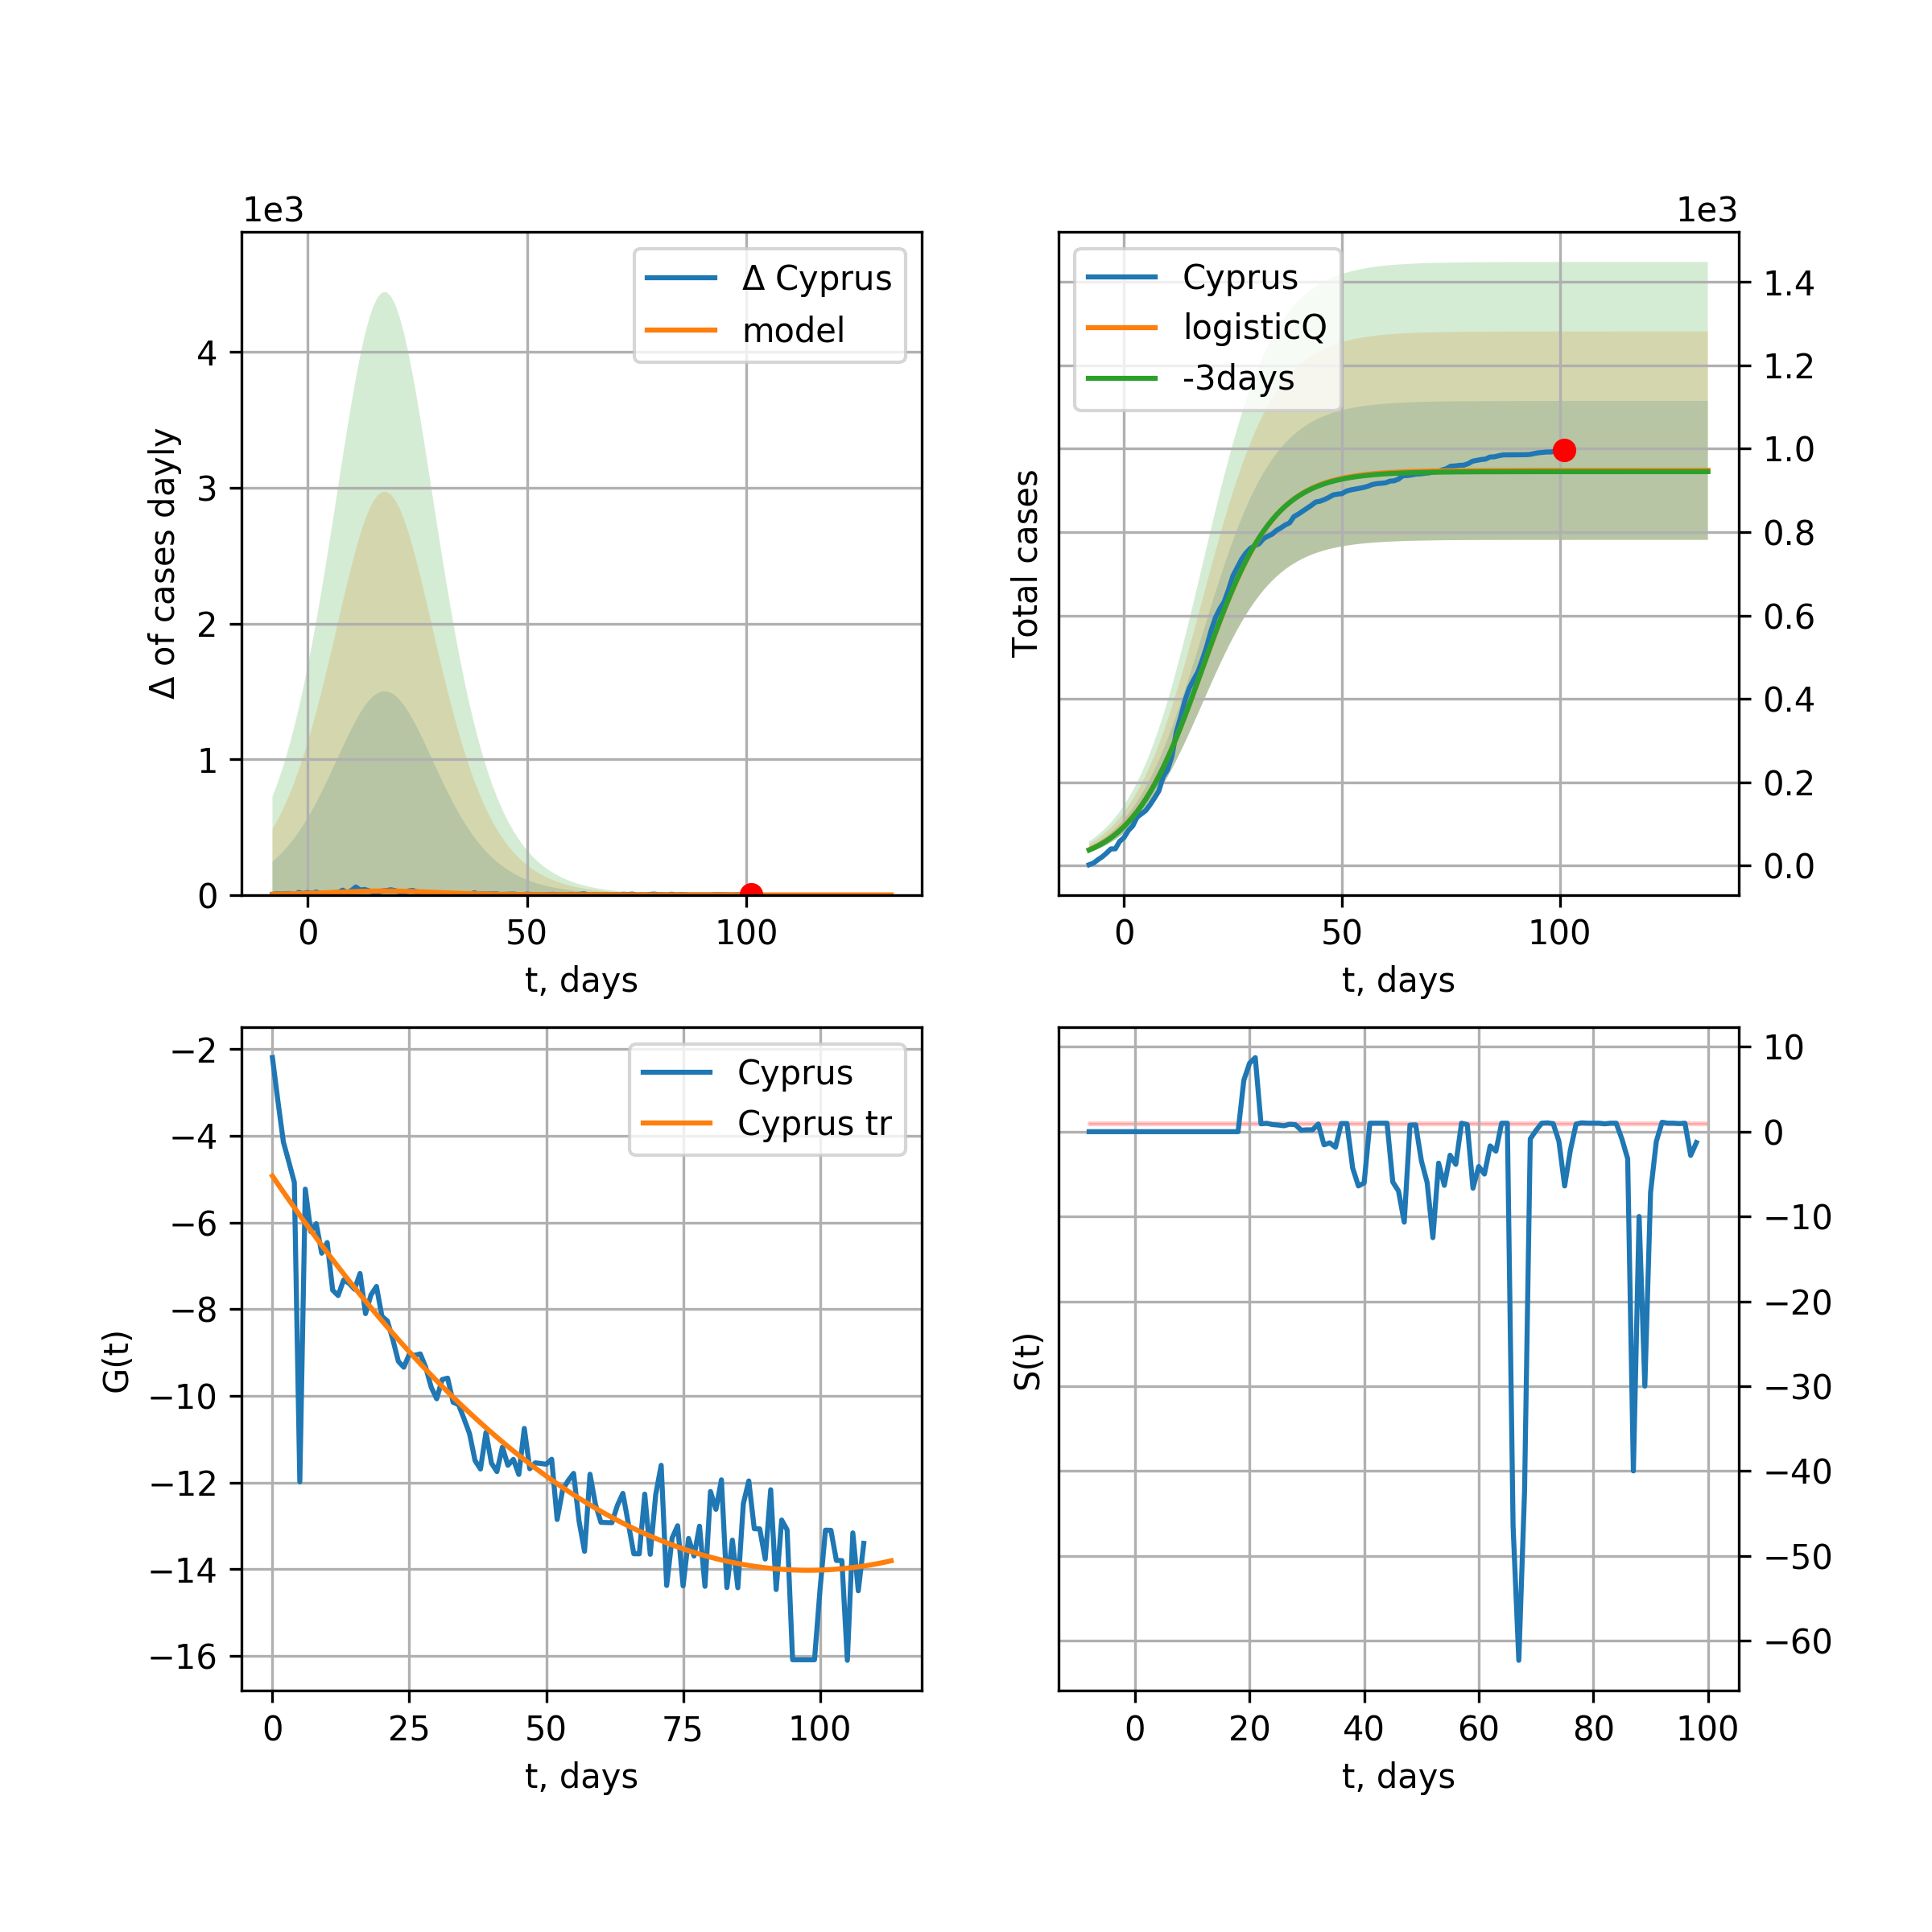 1e3
Δ of cases dayly
4
3
2
1
0
0 50 100
t, days
Δ Cyprus
model
1e3
Total cases
1.4
1.2
1.0
0.8
0.6
0.4
0.2
0.0
0 50 100
t, days
Cyprus
logisticQ
-3days
G(t)
−2
−4
−6
−8
−10
−12
−14
−16
0 25 50 75 100
t, days
Cyprus
Cyprus tr
S(t)
10
0
−10
−20
−30
−40
−50
−60
0 20 40 60 80 100
t, days